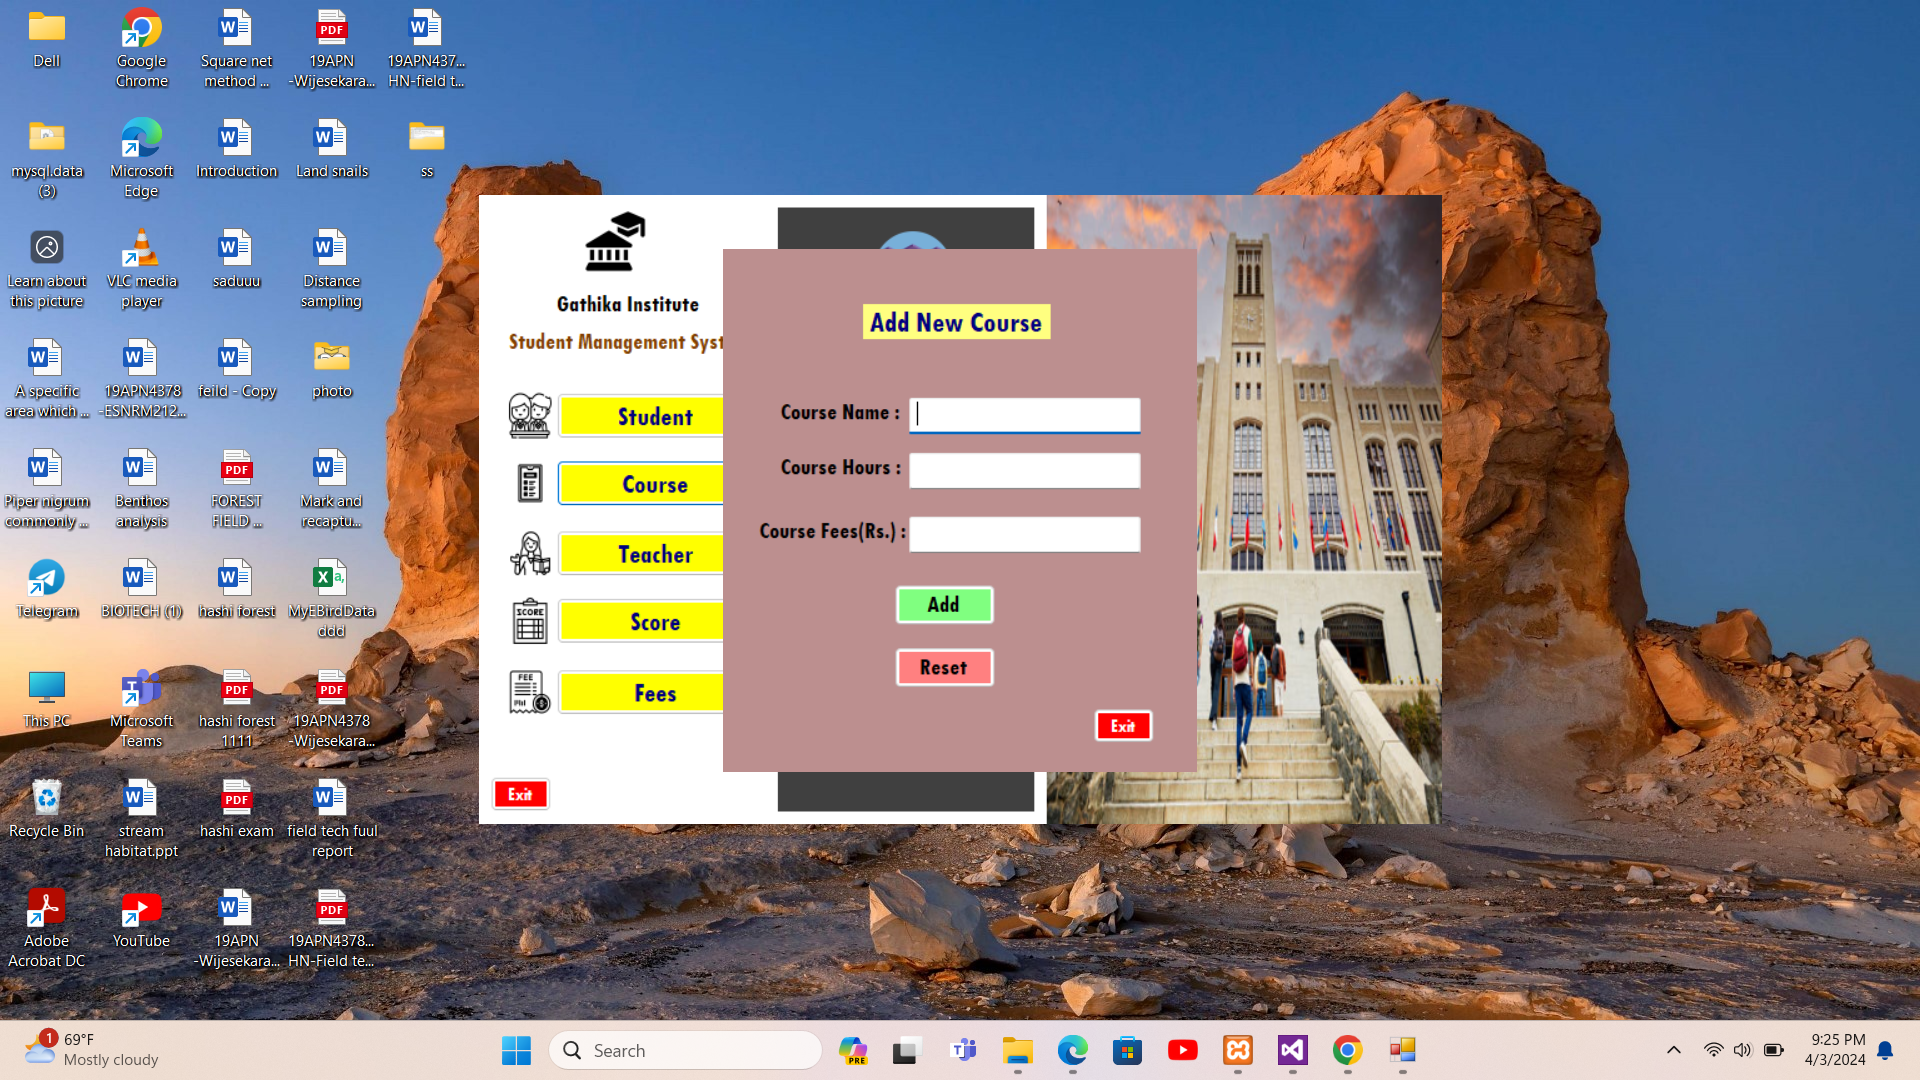 Dell
Google
Chrome
Square net
method ...
19APN
-Wijesekara...
19APN437...
HN-field t...
mysql.data
(3)
Microsoft
Edge
Introduction
Land snails
ss
Learn about
this picture
VLC media
player
saduuu
Distance
sampling
A specific
area which ...
19APN4378
-ESNRM212...
feild - Copy
photo
Piper nigrum
commonly ...
Benthos
analysis
FOREST
FIELD ...
Mark and
recaptu...
Telegram
BIOTECH (1)
hashi forest
MyEBirdData
ddd
This PC
Microsoft
Teams
hashi forest
1111
19APN4378
-Wijesekara...
Recycle Bin
stream
habitat.ppt
hashi exam
field tech fuul
report
Adobe
Acrobat DC
YouTube
19APN
-Wijesekara...
19APN4378...
HN-Field te...
Gathika Institute
Student Management Syst
Student
Course
Teacher
SCORE
Score
FEE
Fees
Exit
Add New Course
Course Name :
Course Hours :
Course Fees(Rs.) :
Add
Reset
Exit
1
69°F
Mostly cloudy
Search
PRE
9:25 PM
4/3/2024